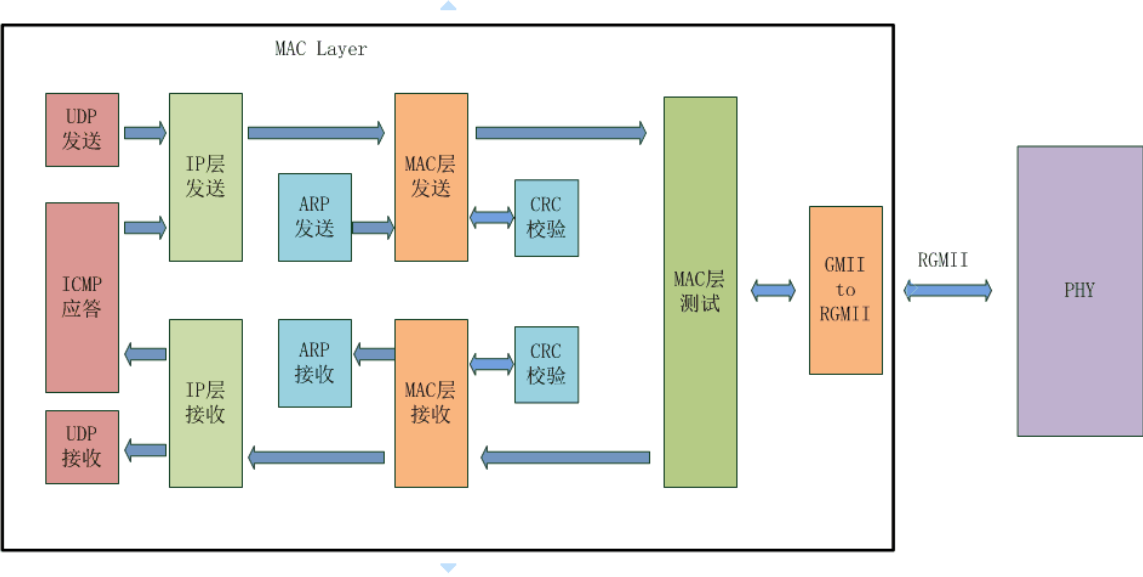 MAC Layer
UDP
发送
IP层
发送
MAC层
发送
ARP
发送
CRC
校验
ICMP
应答
MAC层
测试
GMII
to
RGMII
RGMII
PHY
ARP
接收
CRC
校验
IP层
接收
MAC层
接收
UDP
接收